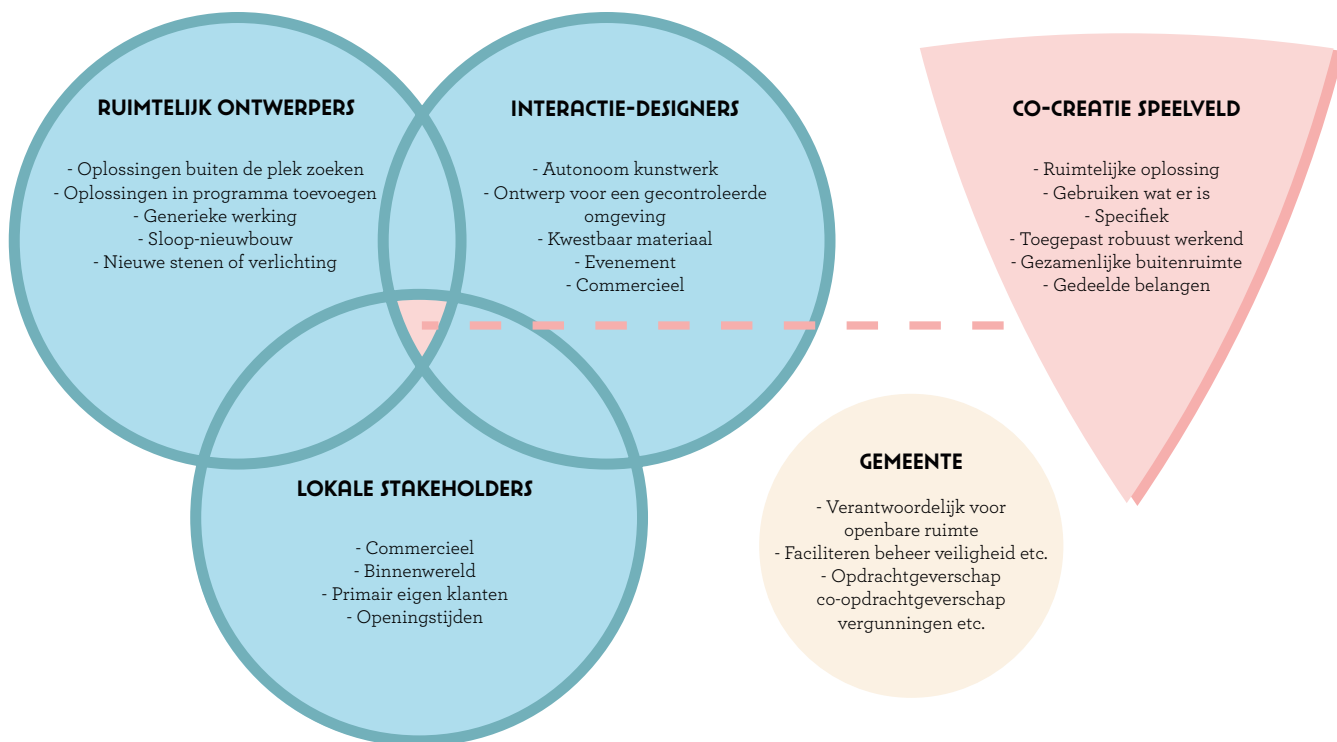 RUIMTELIJK ONTWERPERS
- Oplossingen buiten de plek zoeken
- Oplossingen in programma toevoegen
- Generieke werking
- Sloop-nieuwbouw
- Nieuwe stenen of verlichting
INTERACTIE-DESIGNERS
- Autonoom kunstwerk
- Ontwerp voor een gecontroleerde
omgeving
- Kwestbaar materiaal
- Evenement
- Commercieel
CO-CREATIE SPEELVELD
- Ruimtelijke oplossing
- Gebruiken wat er is
- Specifiek
- Toegepast robuust werkend
- Gezamenlijke buitenruimte
- Gedeelde belangen
LOKALE STAKEHOLDERS
- Commercieel
- Binnenwereld
- Primair eigen klanten
- Openingstijden
GEMEENTE
- Verantwoordelijk voor
openbare ruimte
- Faciliteren beheer veiligheid etc.
- Opdrachtgeverschap
co-opdrachtgeverschap
vergunningen etc.